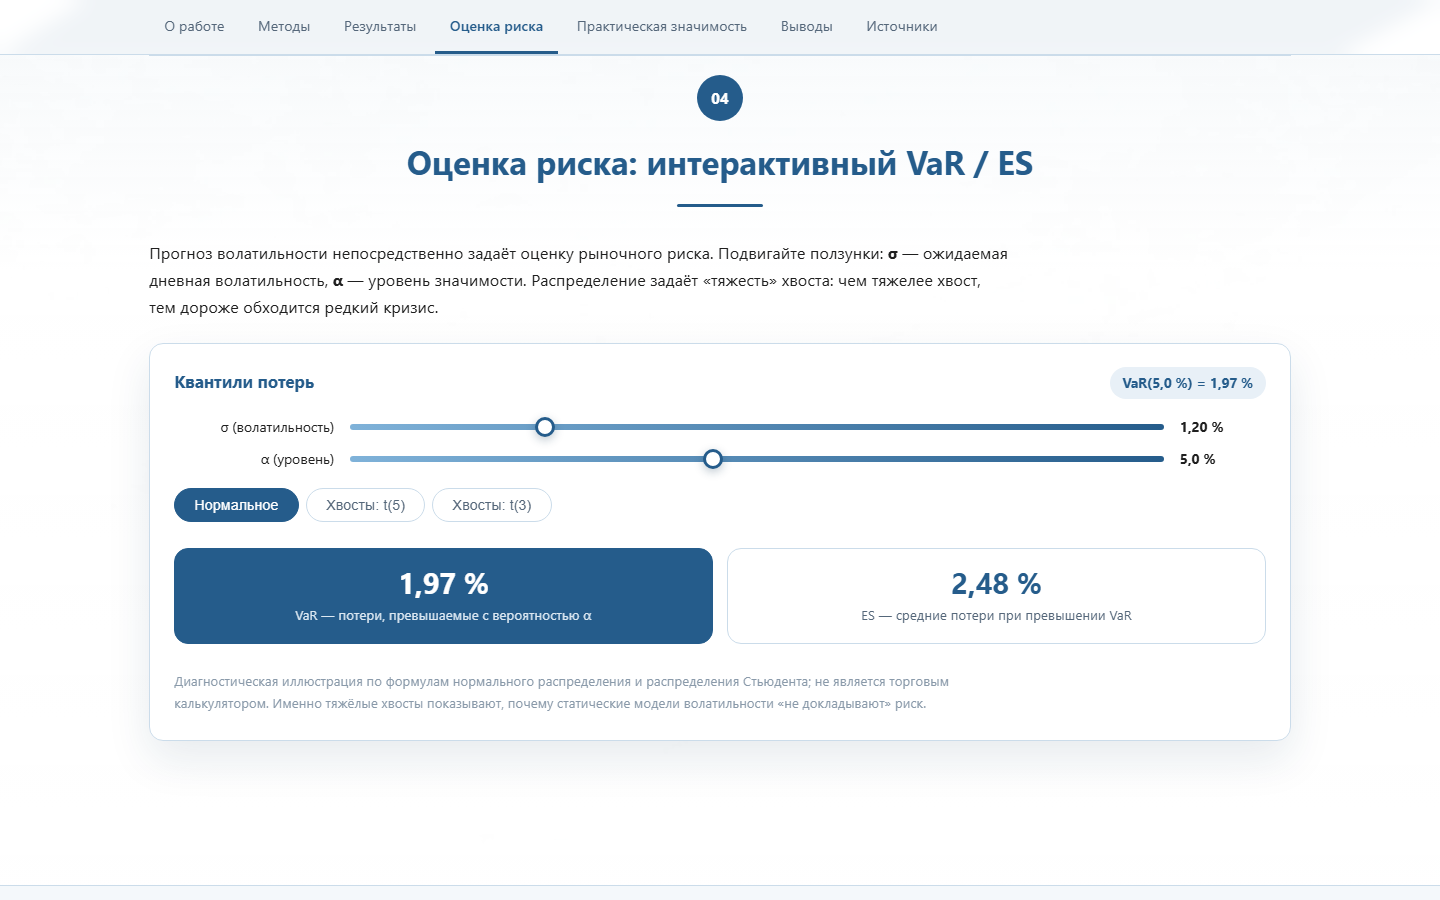 О работе
Методы
Результаты
Оценка риска
Практическая значимость
Выводы
Источники
04
Оценка риска: интерактивный VaR / ES
Прогноз волатильности непосредственно задаёт оценку рыночного риска. Подвигайте ползунки: σ — ожидаемая
дневная волатильность, α — уровень значимости. Распределение задаёт «тяжесть» хвоста: чем тяжелее хвост,
тем дороже обходится редкий кризис.
Квантили потерь
VaR(5,0 %) = 1,97 %
σ (волатильность)
1,20 %
α (уровень)
5,0 %
Нормальное
Хвосты: t(5)
Хвосты: t(3)
1,97 %
VaR — потери, превышаемые с вероятностью α
2,48 %
ES — средние потери при превышении VaR
Диагностическая иллюстрация по формулам нормального распределения и распределения Стьюдента; не является торговым
калькулятором. Именно тяжёлые хвосты показывают, почему статические модели волатильности «не докладывают» риск.